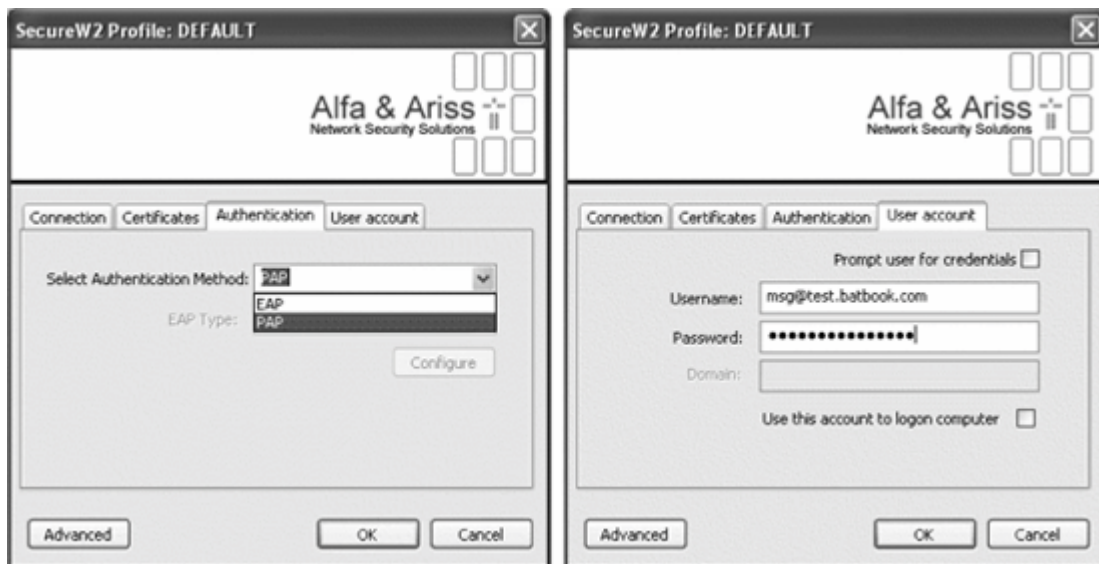 SecureW2 Profile: DEFAULT
Alfa & Ariss
Network Security Solutions
Connection Certificates Authentication User account
Select Authentication Method: PAP
EAP
PAP
EAP Type:
Configure
Advanced OK Cancel
SecureW2 Profile: DEFAULT
Alfa & Ariss
Network Security Solutions
Connection Certificates Authentication User account
Prompt user for credentials
Username: msg@test.batbook.com
Password: ●●●●●●●●●●●●●●●
Domain:
Use this account to logon computer
Advanced OK Cancel